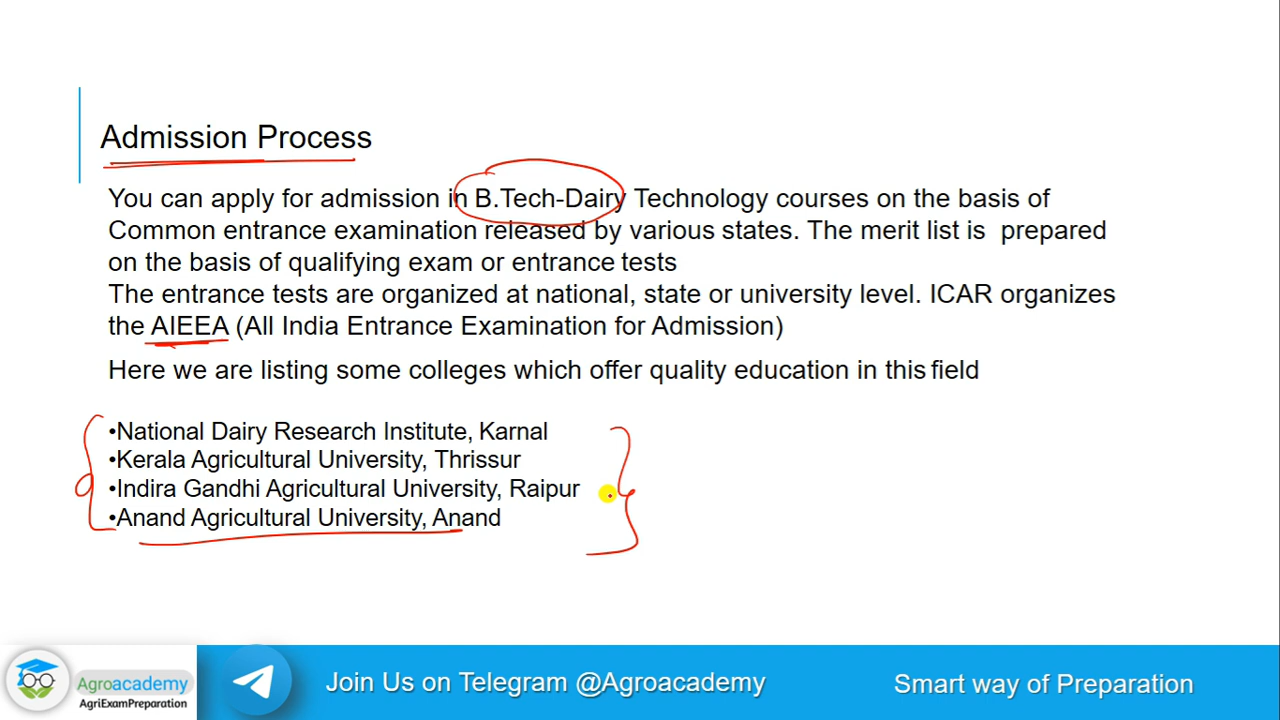 Admission Process
You can apply for admission in B.Tech-Dairy Technology courses on the basis of
Common entrance examination released by various states. The merit list is prepared
on the basis of qualifying exam or entrance tests
The entrance tests are organized at national, state or university level. ICAR organizes
the AIEEA (All India Entrance Examination for Admission)
Here we are listing some colleges which offer quality education in this field
•National Dairy Research Institute, Karnal
•Kerala Agricultural University, Thrissur
•Indira Gandhi Agricultural University, Raipur
•Anand Agricultural University, Anand
Agroacademy
AgriExamPreparation
Join Us on Telegram @Agroacademy
Smart way of Preparation